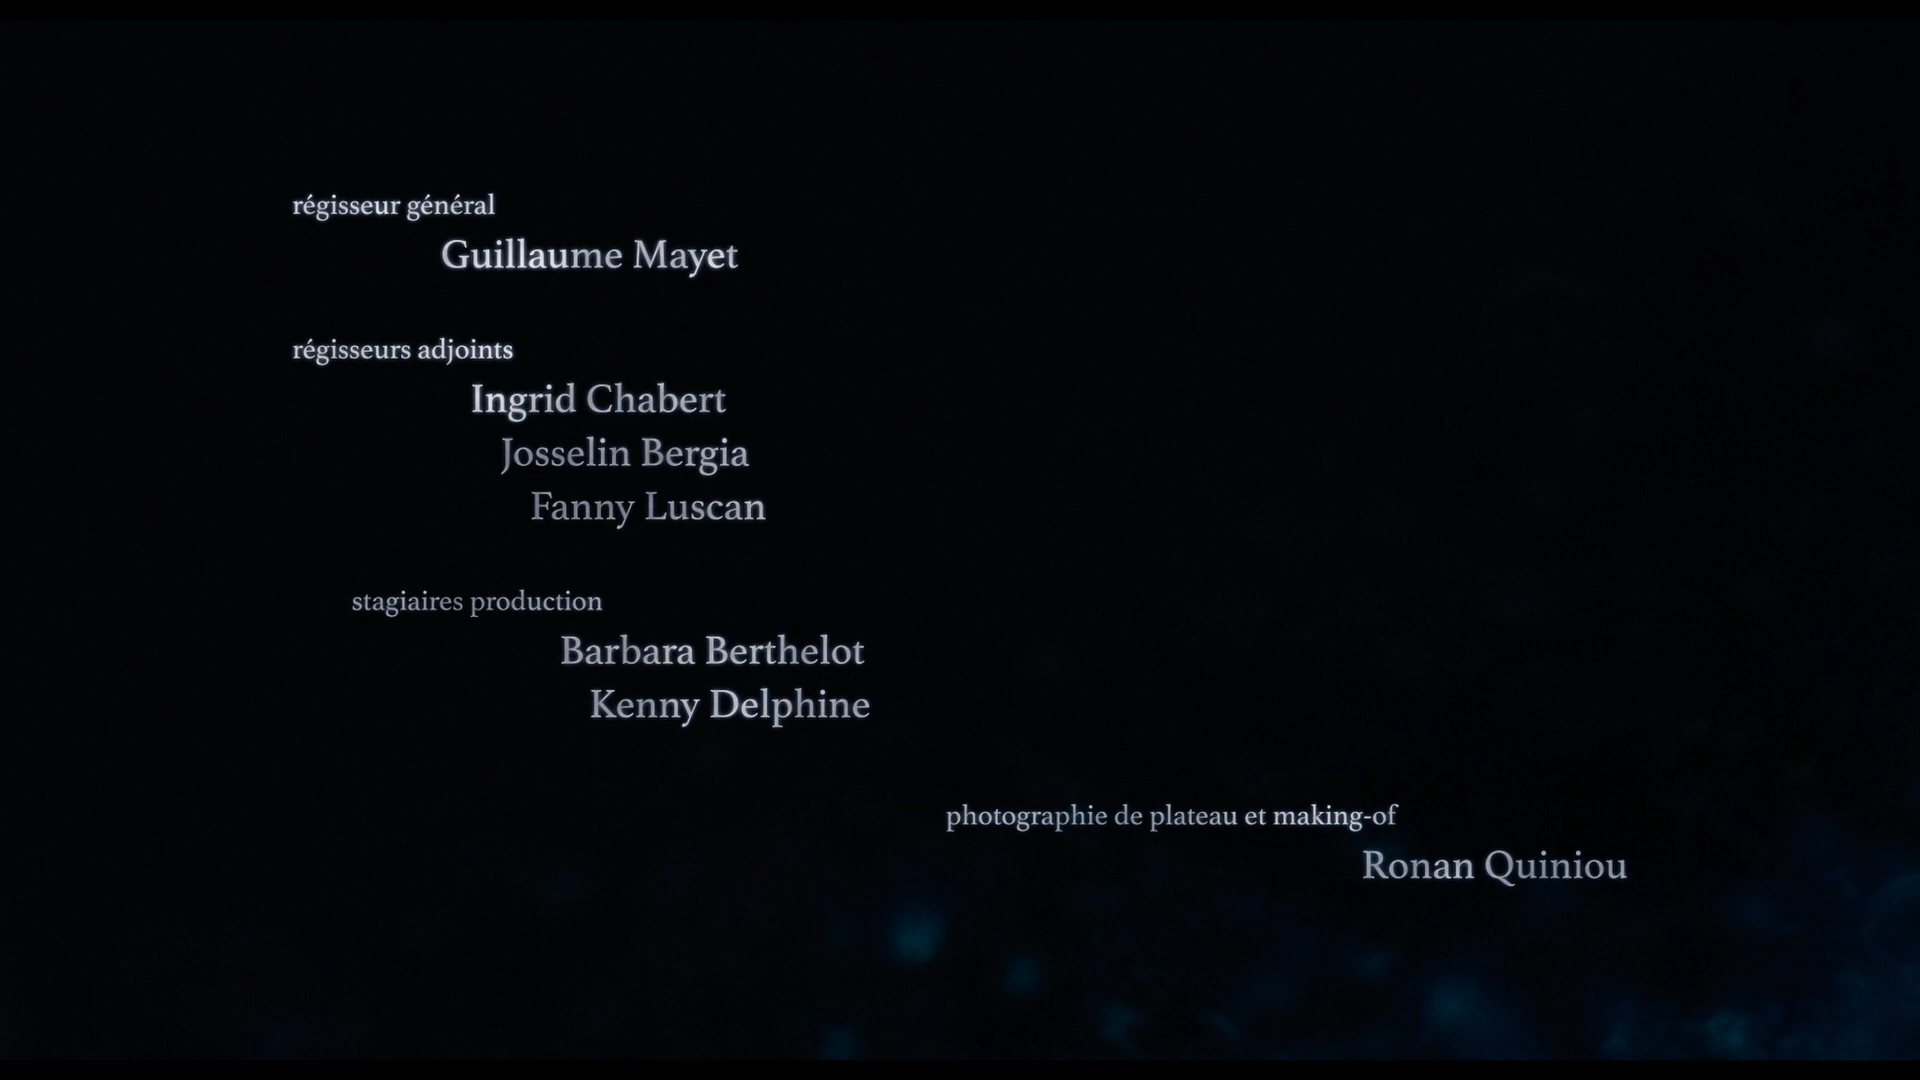 régisseur général
Guillaume Mayet
régisseurs adjoints
Ingrid Chabert
Josselin Bergia
Fanny Luscan
stagiaires production
Barbara Berthelot
Kenny Delphine
photographie de plateau et making-of
Ronan Quiniou